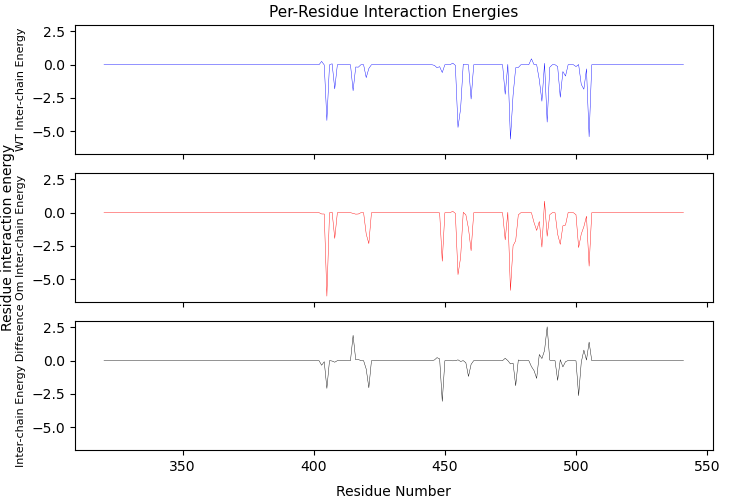 Per-Residue Interaction Energies
Residue interaction energy
WT Inter-chain Energy
2.5
0.0
−2.5
−5.0
Om Inter-chain Energy
2.5
0.0
−2.5
−5.0
Inter-chain Energy Difference
2.5
0.0
−2.5
−5.0
350
400
450
500
550
Residue Number